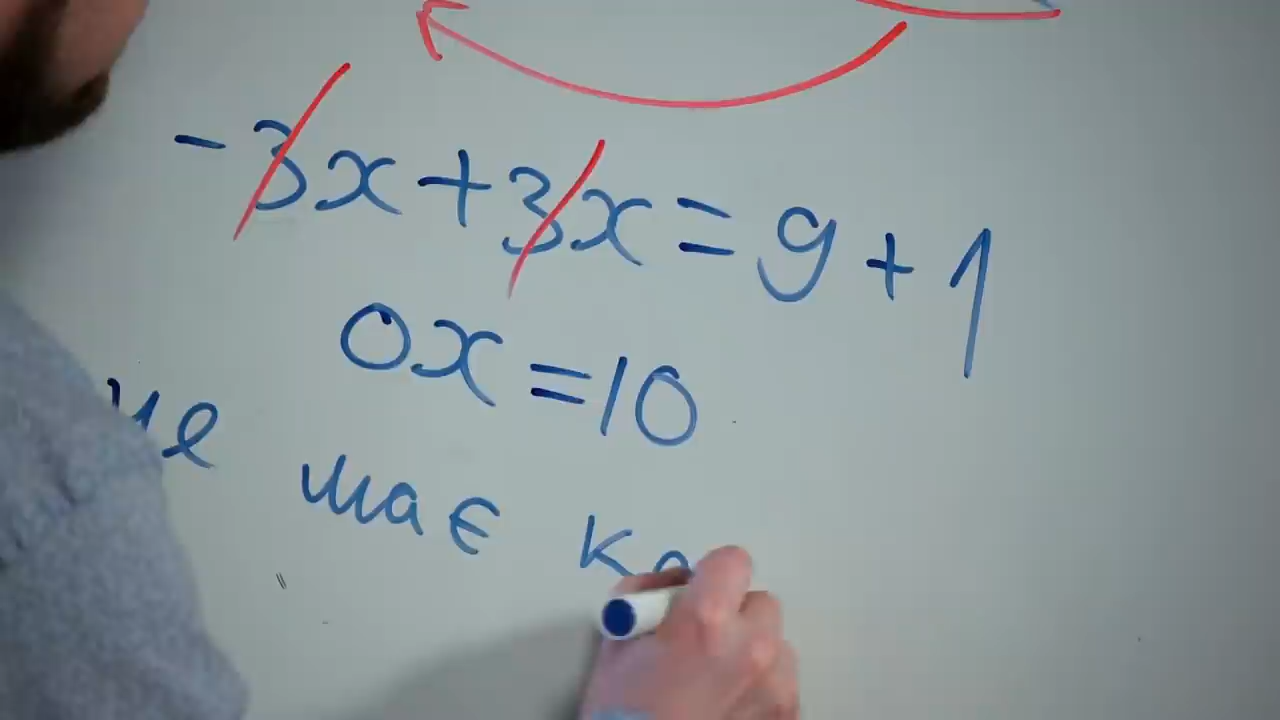 -3x+3x=9+1
0x=10
не має ко